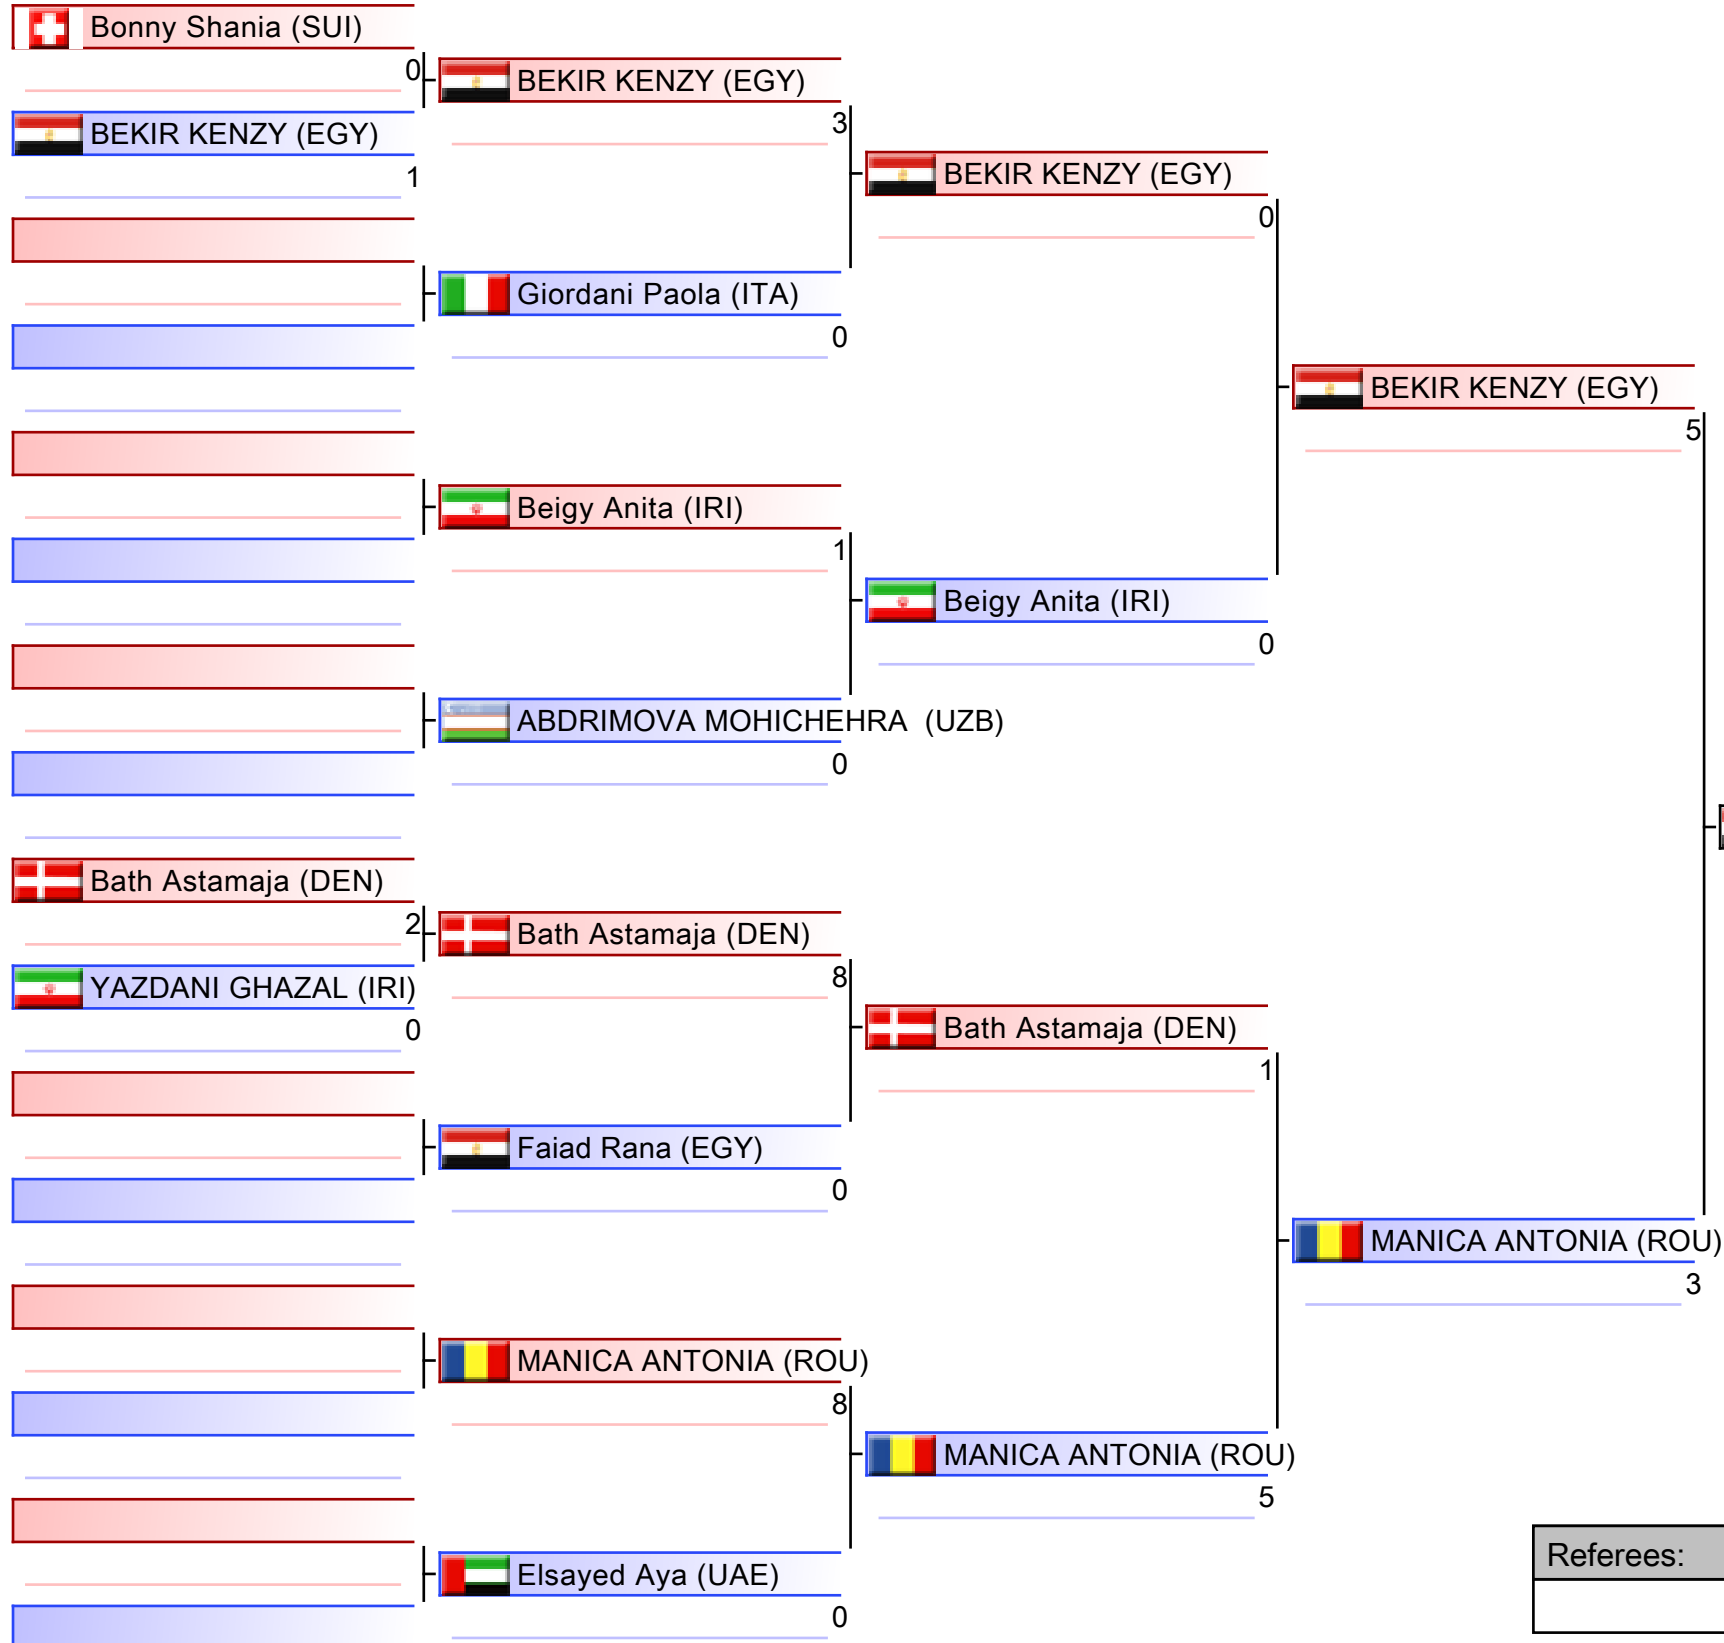 Bonny Shania (SUI)
0
BEKIR KENZY (EGY)
1
Bath Astamaja (DEN)
2
YAZDANI GHAZAL (IRI)
0
BEKIR KENZY (EGY)
3
Giordani Paola (ITA)
0
Beigy Anita (IRI)
1
ABDRIMOVA MOHICHEHRA (UZB)
0
Bath Astamaja (DEN)
8
Faiad Rana (EGY)
0
MANICA ANTONIA (ROU)
8
Elsayed Aya (UAE)
0
BEKIR KENZY (EGY)
0
Beigy Anita (IRI)
0
Bath Astamaja (DEN)
1
MANICA ANTONIA (ROU)
5
BEKIR KENZY (EGY)
5
MANICA ANTONIA (ROU)
3
Referees: